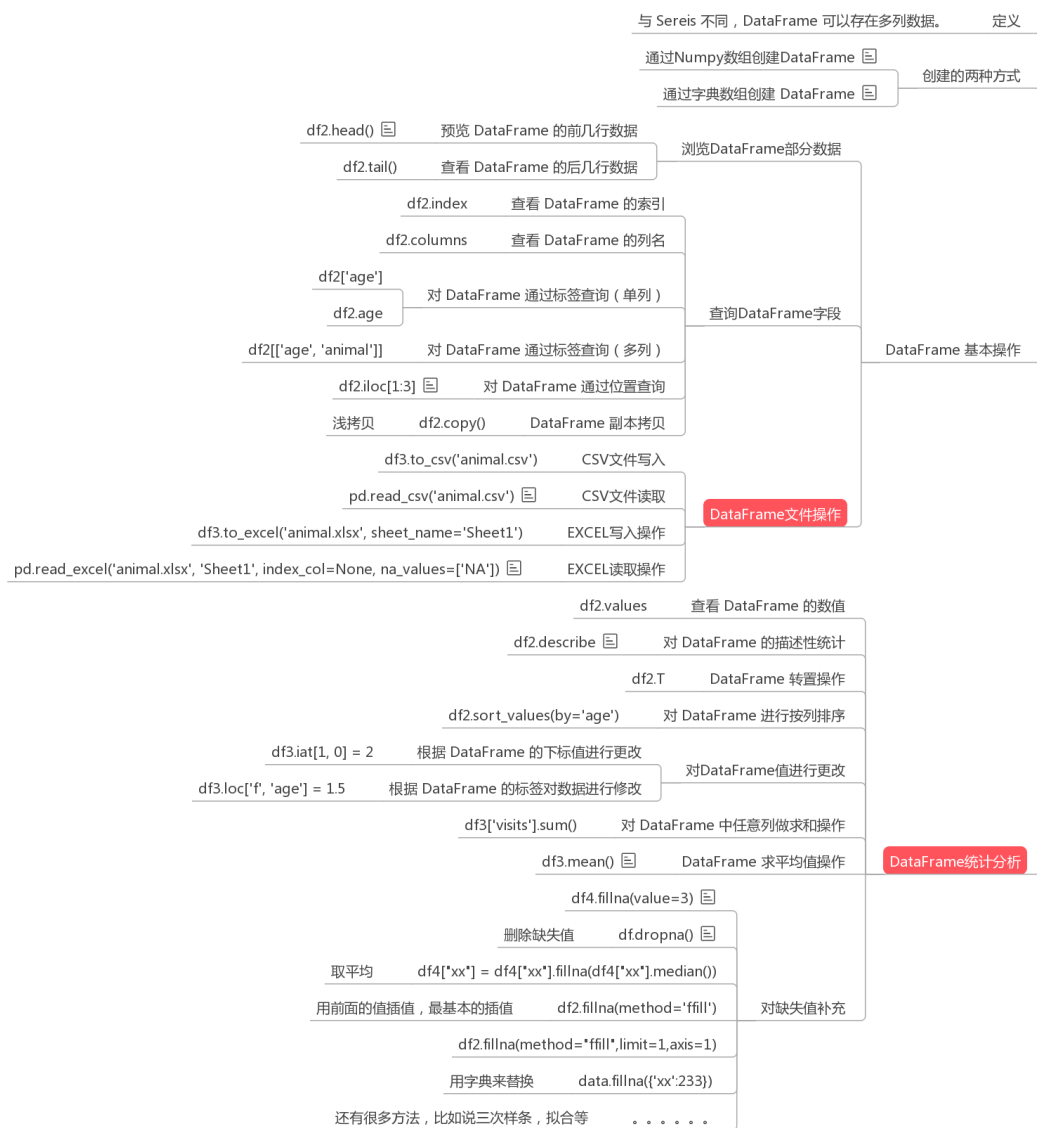 与 Sereis 不同，DataFrame 可以存在多列数据。 定义
通过Numpy数组创建DataFrame
创建的两种方式
通过字典数组创建 DataFrame
df2.head() 预览 DataFrame 的前几行数据
浏览DataFrame部分数据
df2.tail() 查看 DataFrame 的后几行数据
df2.index 查看 DataFrame 的索引
df2.columns 查看 DataFrame 的列名
df2['age']
对 DataFrame 通过标签查询（单列）
df2.age
查询DataFrame字段
df2[['age', 'animal']] 对 DataFrame 通过标签查询（多列）
DataFrame 基本操作
df2.iloc[1:3] 对 DataFrame 通过位置查询
浅拷贝 df2.copy() DataFrame 副本拷贝
df3.to_csv('animal.csv') CSV文件写入
pd.read_csv('animal.csv') CSV文件读取
DataFrame文件操作
df3.to_excel('animal.xlsx', sheet_name='Sheet1') EXCEL写入操作
pd.read_excel('animal.xlsx', 'Sheet1', index_col=None, na_values=['NA']) EXCEL读取操作
df2.values 查看 DataFrame 的数值
df2.describe 对 DataFrame 的描述性统计
df2.T DataFrame 转置操作
df2.sort_values(by='age') 对 DataFrame 进行按列排序
df3.iat[1, 0] = 2 根据 DataFrame 的下标值进行更改
对DataFrame值进行更改
df3.loc['f', 'age'] = 1.5 根据 DataFrame 的标签对数据进行修改
df3['visits'].sum() 对 DataFrame 中任意列做求和操作
df3.mean() DataFrame 求平均值操作
DataFrame统计分析
df4.fillna(value=3)
删除缺失值 df.dropna()
取平均 df4["xx"] = df4["xx"].fillna(df4["xx"].median())
用前面的值插值，最基本的插值 df2.fillna(method='ffill')
对缺失值补充
df2.fillna(method="ffill",limit=1,axis=1)
用字典来替换 data.fillna({'xx':233})
还有很多方法，比如说三次样条，拟合等 。。。。。。